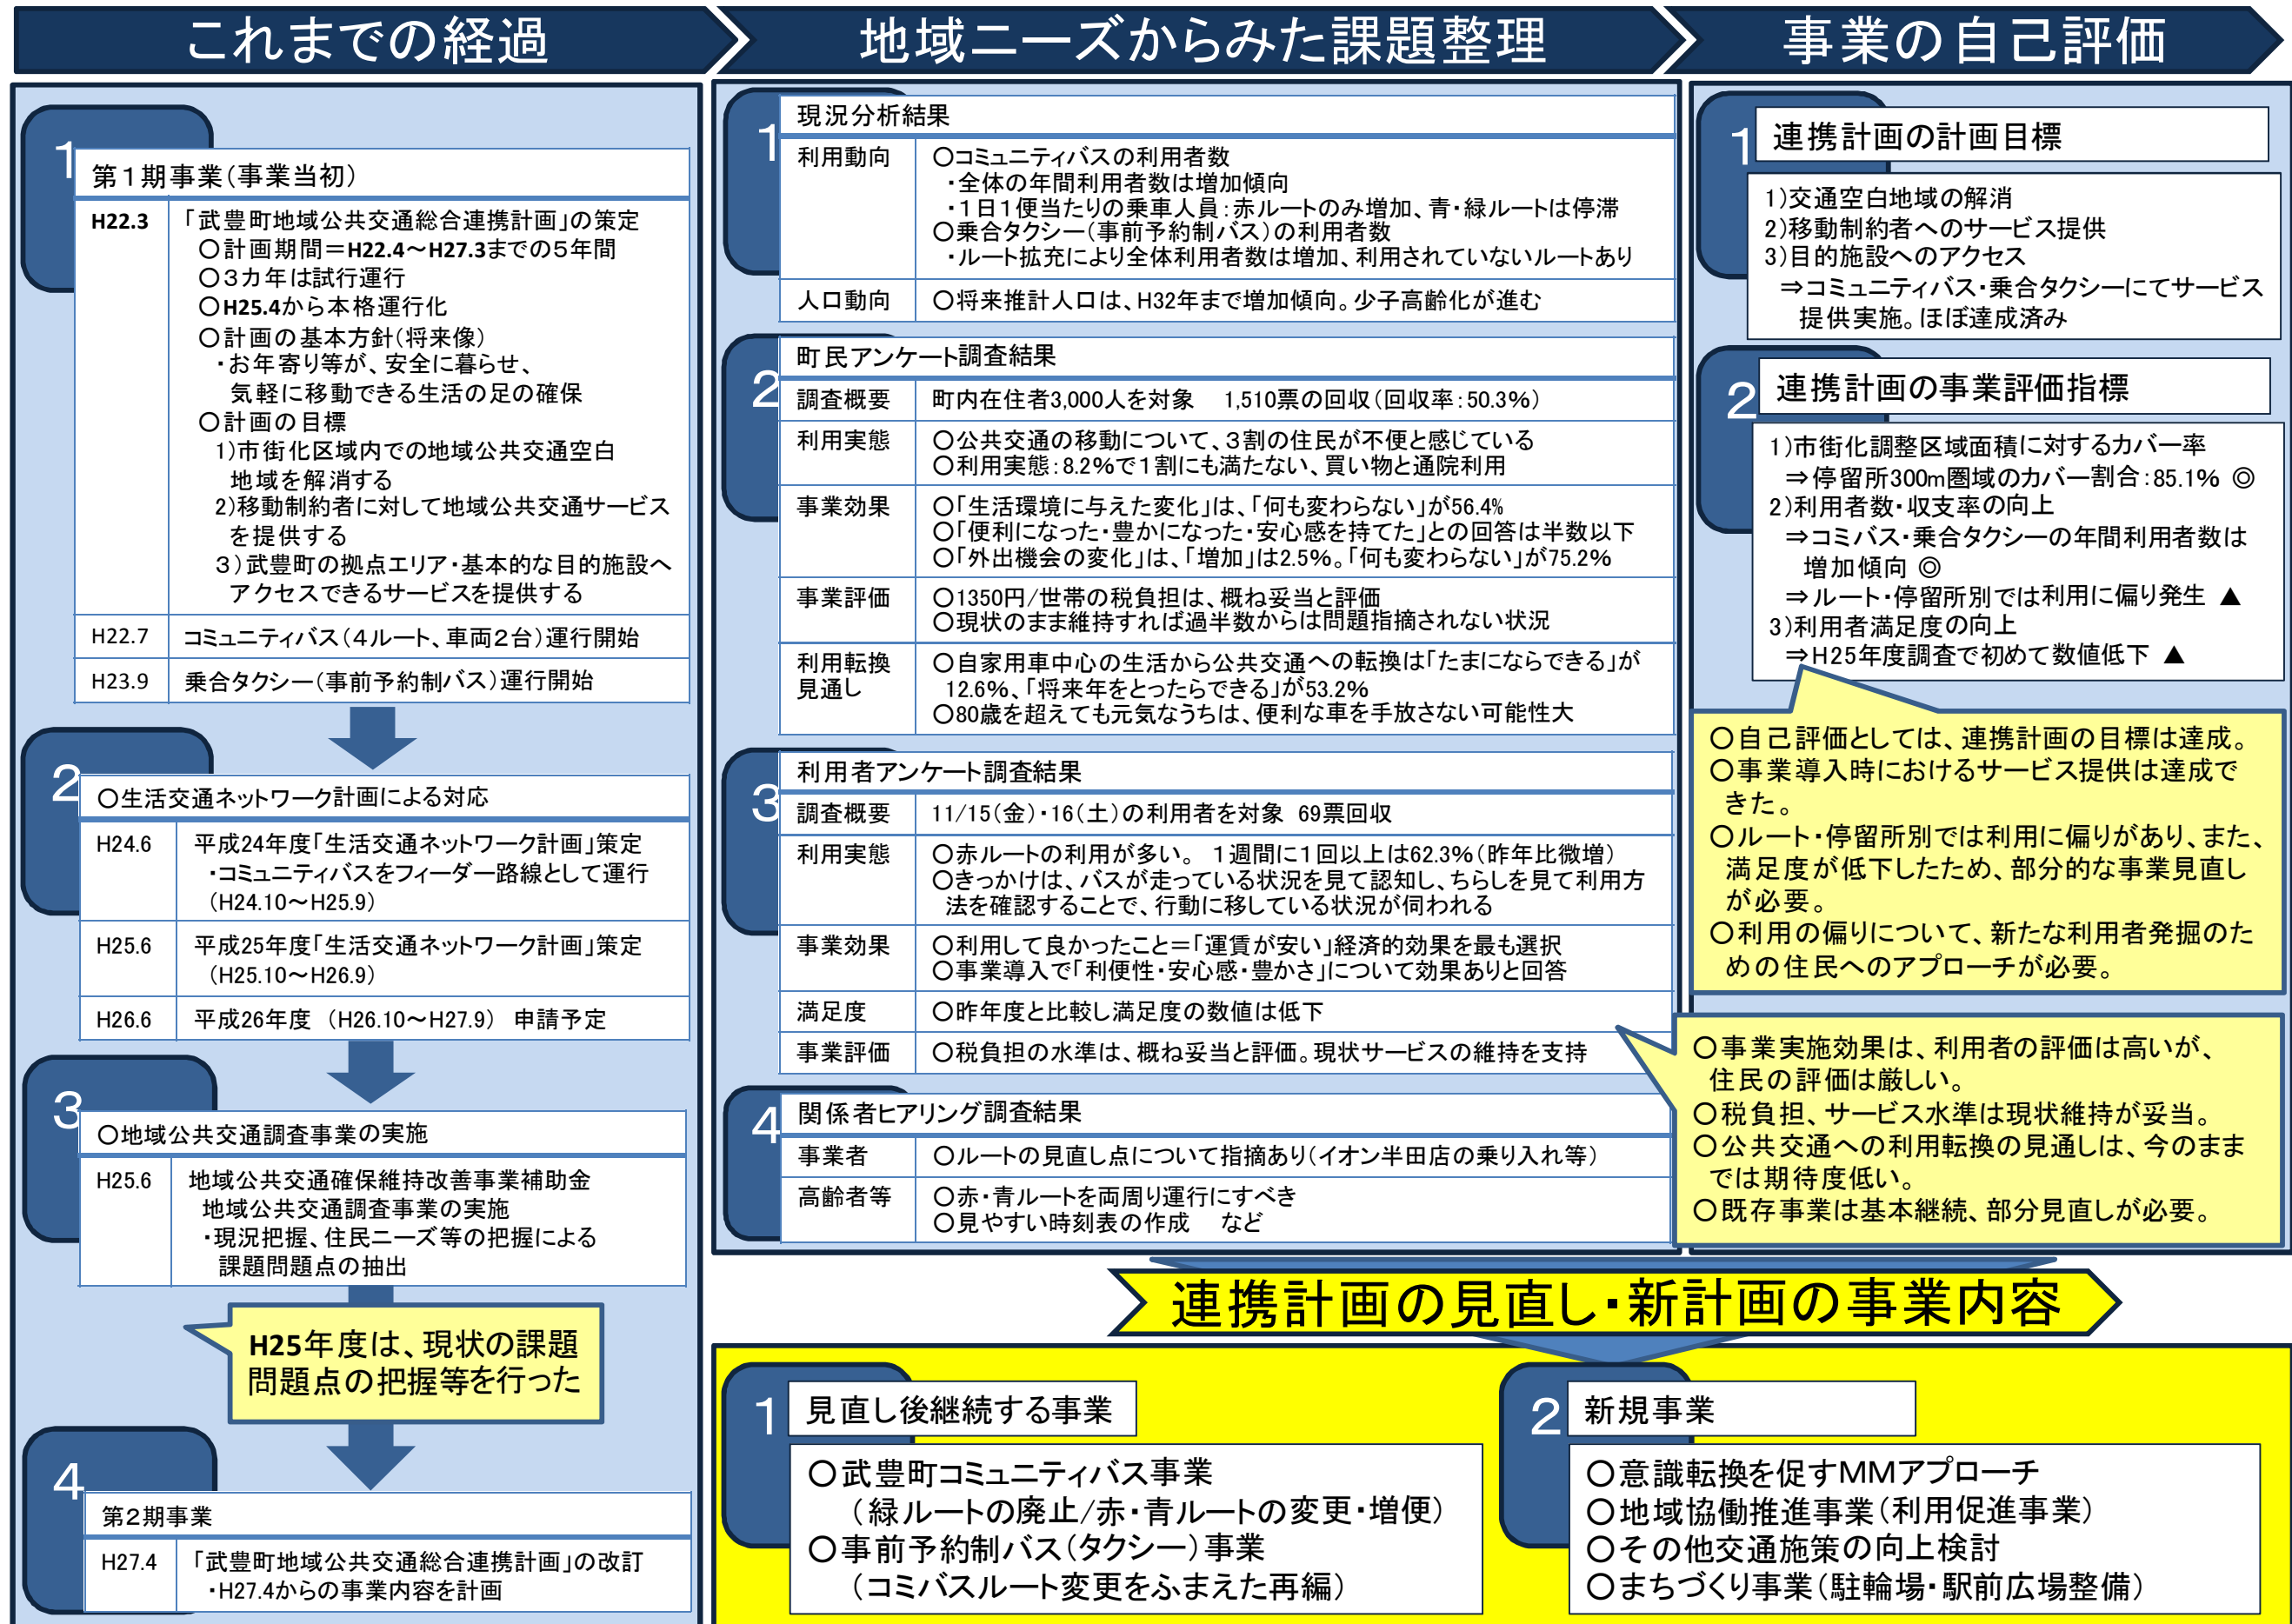 これまでの経過
1
第1期事業(事業当初)
H22.3 「武豊町地域公共交通総合連携計画」の策定
○計画期間=H22.4～H27.3までの5年間
○3カ年は試行運行
○H25.4から本格運行化
○計画の基本方針(将来像)
・お年寄り等が、安全に暮らせ、
気軽に移動できる生活の足の確保
○計画の目標
1)市街化区域内での地域公共交通空白
地域を解消する
2)移動制約者に対して地域公共交通サービス
を提供する
3)武豊町の拠点エリア・基本的な目的施設へ
アクセスできるサービスを提供する
H22.7 コミュニティバス(4ルート、車両2台)運行開始
H23.9 乗合タクシー(事前予約制バス)運行開始
2
○生活交通ネットワーク計画による対応
H24.6 平成24年度「生活交通ネットワーク計画」策定
・コミュニティバスをフィーダー路線として運行
(H24.10～H25.9)
H25.6 平成25年度「生活交通ネットワーク計画」策定
(H25.10～H26.9)
H26.6 平成26年度 (H26.10～H27.9) 申請予定
3
○地域公共交通調査事業の実施
H25.6 地域公共交通確保維持改善事業補助金
地域公共交通調査事業の実施
・現況把握、住民ニーズ等の把握による
課題問題点の抽出
H25年度は、現状の課題
問題点の把握等を行った
4
第2期事業
H27.4 「武豊町地域公共交通総合連携計画」の改訂
・H27.4からの事業内容を計画
地域ニーズからみた課題整理
1
現況分析結果
利用動向 ○コミュニティバスの利用者数
・全体の年間利用者数は増加傾向
・1日1便当たりの乗車人員:赤ルートのみ増加、青・緑ルートは停滞
○乗合タクシー(事前予約制バス)の利用者数
・ルート拡充により全体利用者数は増加、利用されていないルートあり
人口動向 ○将来推計人口は、H32年まで増加傾向。少子高齢化が進む
2
町民アンケート調査結果
調査概要 町内在住者3,000人を対象 1,510票の回収(回収率:50.3%)
利用実態 ○公共交通の移動について、3割の住民が不便と感じている
○利用実態:8.2%で1割にも満たない、買い物と通院利用
事業効果 ○「生活環境に与えた変化」は、「何も変わらない」が56.4%
○「便利になった・豊かになった・安心感を持てた」との回答は半数以下
○「外出機会の変化」は、「増加」は2.5%。「何も変わらない」が75.2%
事業評価 ○1350円/世帯の税負担は、概ね妥当と評価
○現状のまま維持すれば過半数からは問題指摘されない状況
利用転換 ○自家用車中心の生活から公共交通への転換は「たまにならできる」が
見通し 12.6%、「将来年をとったらできる」が53.2%
○80歳を超えても元気なうちは、便利な車を手放さない可能性大
3
利用者アンケート調査結果
調査概要 11/15(金)・16(土)の利用者を対象 69票回収
利用実態 ○赤ルートの利用が多い。 1週間に1回以上は62.3%(昨年比微増)
○きっかけは、バスが走っている状況を見て認知し、ちらしを見て利用方
法を確認することで、行動に移している状況が伺われる
事業効果 ○利用して良かったこと=「運賃が安い」経済的効果を最も選択
○事業導入で「利便性・安心感・豊かさ」について効果ありと回答
満足度 ○昨年度と比較し満足度の数値は低下
事業評価 ○税負担の水準は、概ね妥当と評価。現状サービスの維持を支持
4
関係者ヒアリング調査結果
事業者 ○ルートの見直し点について指摘あり(イオン半田店の乗り入れ等)
高齢者等 ○赤・青ルートを両周り運行にすべき
○見やすい時刻表の作成 など
事業の自己評価
1
連携計画の計画目標
1)交通空白地域の解消
2)移動制約者へのサービス提供
3)目的施設へのアクセス
⇒コミュニティバス・乗合タクシーにてサービス
提供実施。ほぼ達成済み
2
連携計画の事業評価指標
1)市街化調整区域面積に対するカバー率
⇒停留所300m圏域のカバー割合:85.1% ◎
2)利用者数・収支率の向上
⇒コミバス・乗合タクシーの年間利用者数は
増加傾向 ◎
⇒ルート・停留所別では利用に偏り発生 ▲
3)利用者満足度の向上
⇒H25年度調査で初めて数値低下 ▲
○自己評価としては、連携計画の目標は達成。
○事業導入時におけるサービス提供は達成で
きた。
○ルート・停留所別では利用に偏りがあり、また、
満足度が低下したため、部分的な事業見直し
が必要。
○利用の偏りについて、新たな利用者発掘のた
めの住民へのアプローチが必要。
○事業実施効果は、利用者の評価は高いが、
住民の評価は厳しい。
○税負担、サービス水準は現状維持が妥当。
○公共交通への利用転換の見通しは、今のまま
では期待度低い。
○既存事業は基本継続、部分見直しが必要。
連携計画の見直し・新計画の事業内容
1
見直し後継続する事業
○武豊町コミュニティバス事業
(緑ルートの廃止/赤・青ルートの変更・増便)
○事前予約制バス(タクシー)事業
(コミバスルート変更をふまえた再編)
2
新規事業
○意識転換を促すMMアプローチ
○地域協働推進事業(利用促進事業)
○その他交通施策の向上検討
○まちづくり事業(駐輪場・駅前広場整備)